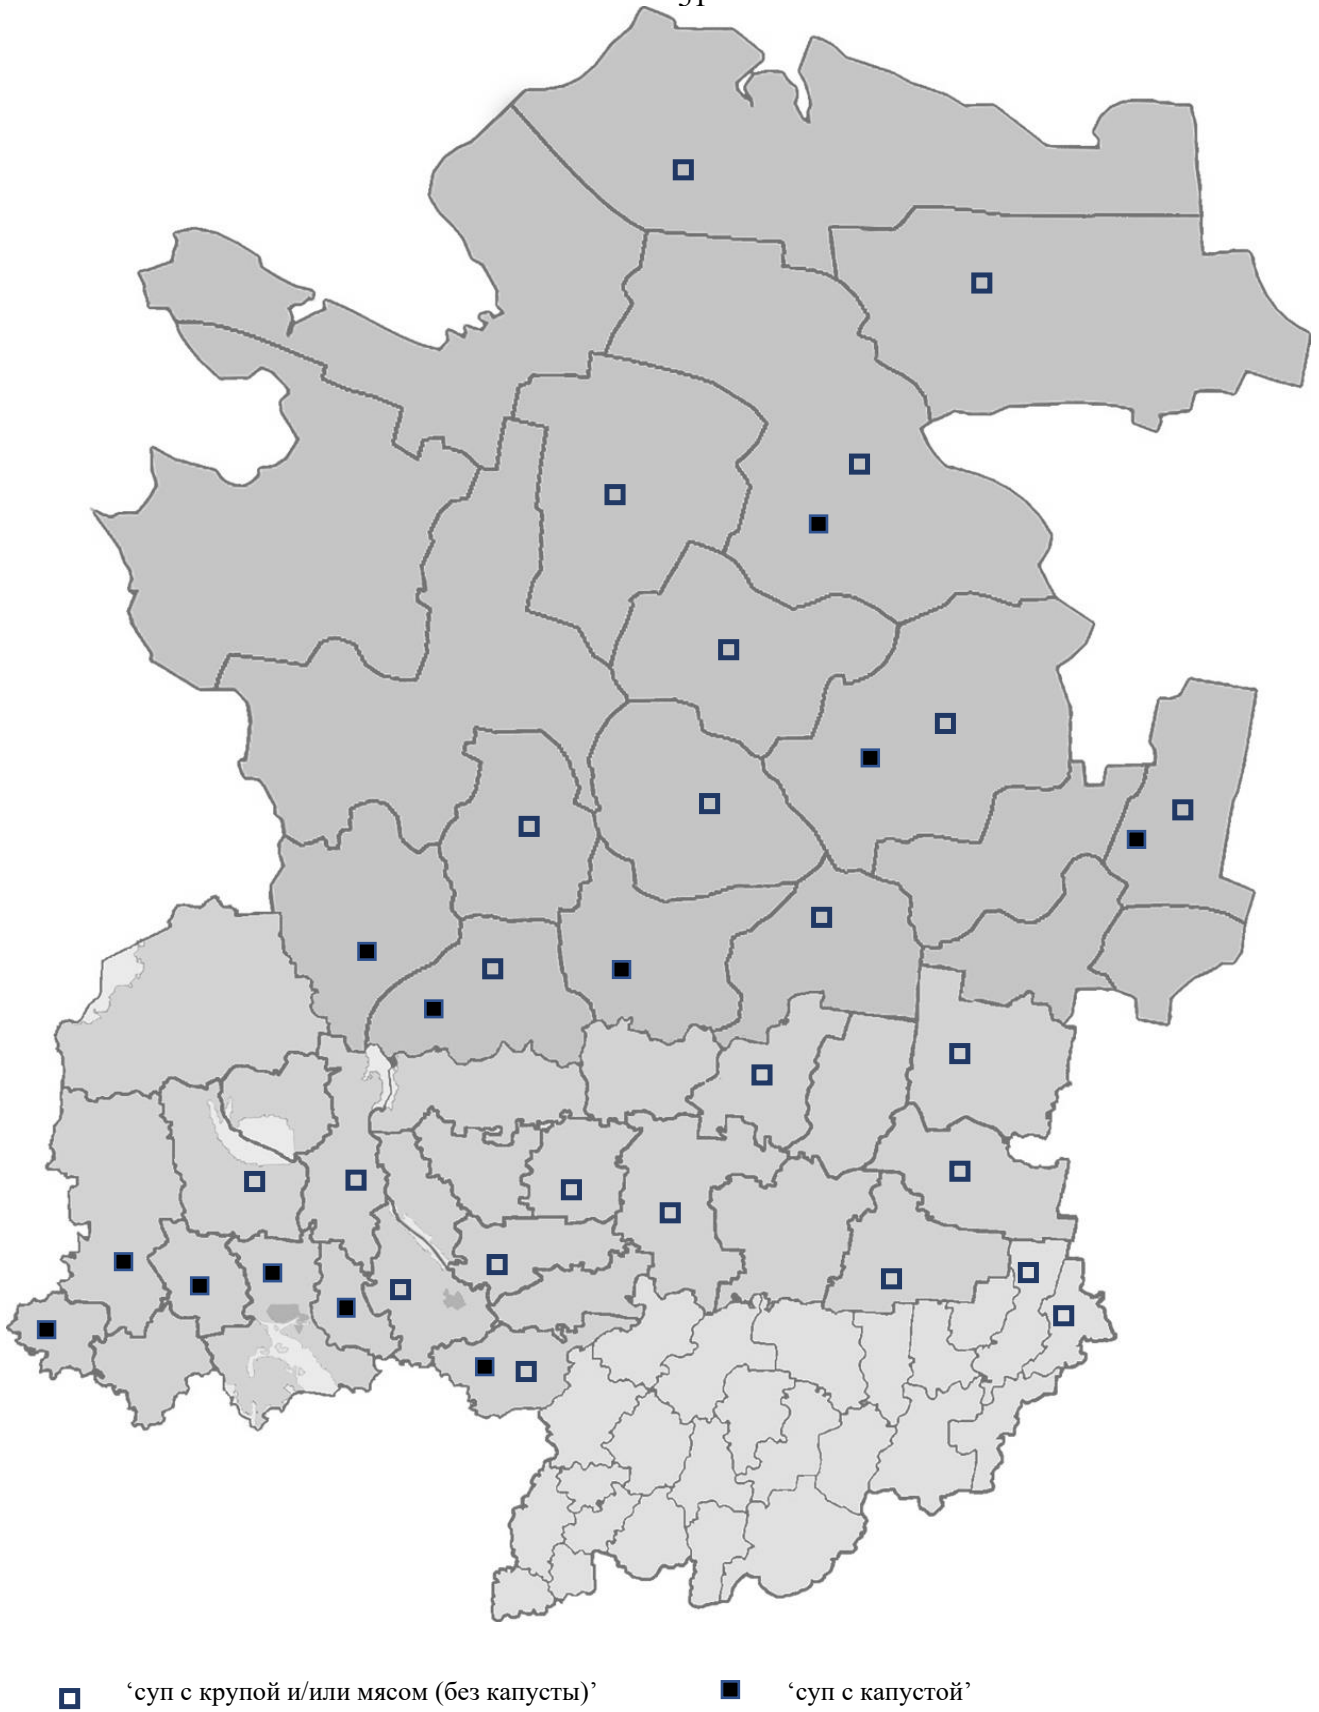 ‘суп с крупой и/или мясом (без капусты)’ ‘суп с капустой’